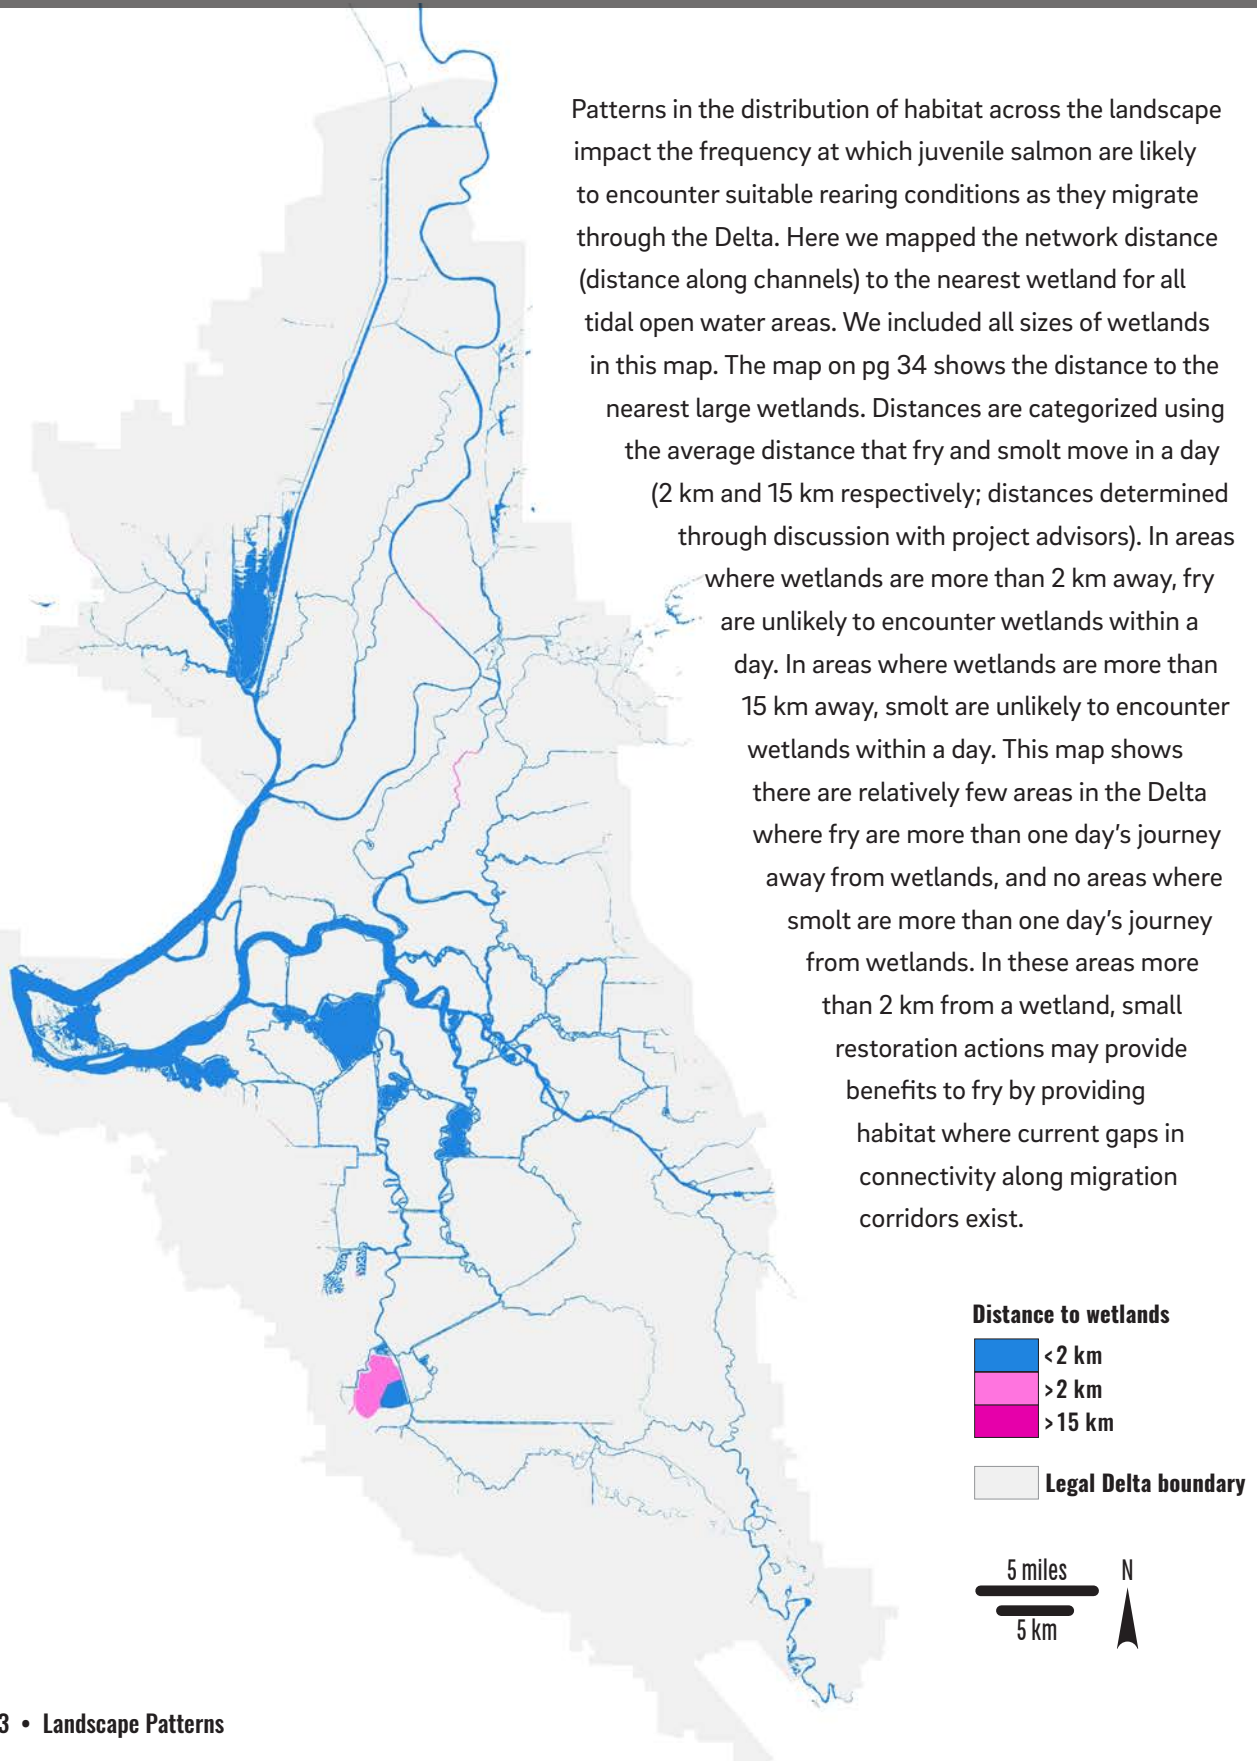 Patterns in the distribution of habitat across the landscape
impact the frequency at which juvenile salmon are likely
to encounter suitable rearing conditions as they migrate
through the Delta. Here we mapped the network distance
(distance along channels) to the nearest wetland for all
tidal open water areas. We included all sizes of wetlands
in this map. The map on pg 34 shows the distance to the
nearest large wetlands. Distances are categorized using
the average distance that fry and smolt move in a day
(2 km and 15 km respectively; distances determined
through discussion with project advisors). In areas
where wetlands are more than 2 km away, fry
are unlikely to encounter wetlands within a
day. In areas where wetlands are more than
15 km away, smolt are unlikely to encounter
wetlands within a day. This map shows
there are relatively few areas in the Delta
where fry are more than one day's journey
away from wetlands, and no areas where
smolt are more than one day's journey
from wetlands. In these areas more
than 2 km from a wetland, small
restoration actions may provide
benefits to fry by providing
habitat where current gaps in
connectivity along migration
corridors exist.
Distance to wetlands
<2 km
>2 km
>15 km
Legal Delta boundary
5 miles
N
5 km
3 • Landscape Patterns